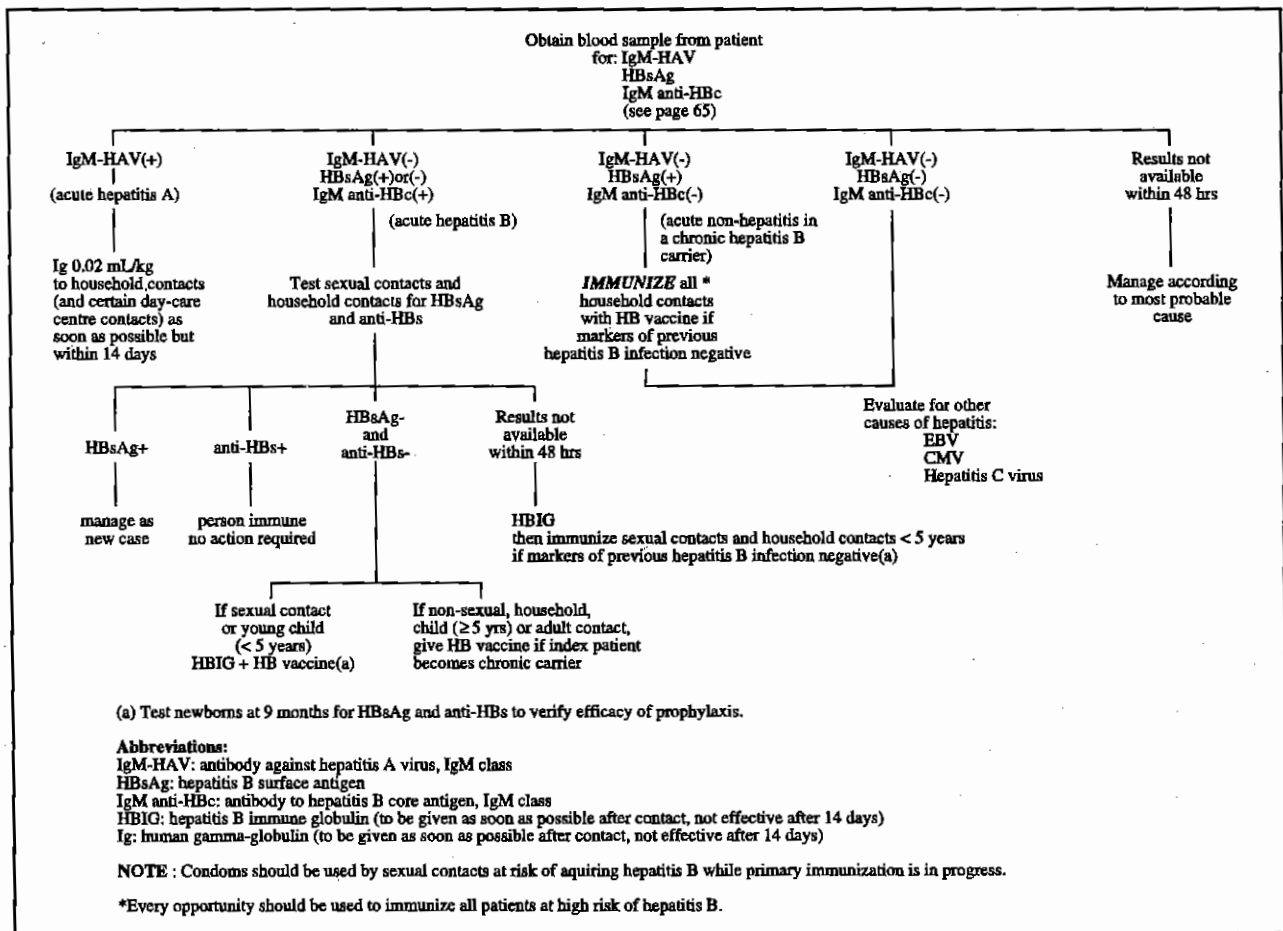 Obtain blood sample from patient
for: IgM-HAV
HBsAg
IgM anti-HBc
(see page 65)
IgM-HAV(+)
(acute hepatitis A)
Ig 0.02 mL/kg
to household contacts
(and certain day-care
centre contacts) as
soon as possible but
within 14 days
IgM-HAV(-)
HBsAg(+)or(-)
IgM anti-HBc(+)
(acute hepatitis B)
Test sexual contacts and
household contacts for HBsAg
and anti-HBs
IgM-HAV(-)
HBsAg(+)
IgM anti-HBc(-)
(acute non-hepatitis in
a chronic hepatitis B
carrier)
IMMUNIZE all *
household contacts
with HB vaccine if
markers of previous
hepatitis B infection negative
IgM-HAV(-)
HBsAg(-)
IgM anti-HBc(-)
Results not
available
within 48 hrs
Manage according
to most probable
cause
Evaluate for other
causes of hepatitis:
EBV
CMV
Hepatitis C virus
HBsAg+
manage as
new case
anti-HBs+
person immune
no action required
HBsAg-
and
anti-HBs-
Results not
available
within 48 hrs
HBIG
then immunize sexual contacts and household contacts < 5 years
if markers of previous hepatitis B infection negative(a)
If sexual contact
or young child
(< 5 years)
HBIG + HB vaccine(a)
If non-sexual, household,
child (≥ 5 yrs) or adult contact,
give HB vaccine if index patient
becomes chronic carrier
(a) Test newborns at 9 months for HBsAg and anti-HBs to verify efficacy of prophylaxis.
Abbreviations:
IgM-HAV: antibody against hepatitis A virus, IgM class
HBsAg: hepatitis B surface antigen
IgM anti-HBc: antibody to hepatitis B core antigen, IgM class
HBIG: hepatitis B immune globulin (to be given as soon as possible after contact, not effective after 14 days)
Ig: human gamma-globulin (to be given as soon as possible after contact, not effective after 14 days)
NOTE : Condoms should be used by sexual contacts at risk of aquiring hepatitis B while primary immunization is in progress.
*Every opportunity should be used to immunize all patients at high risk of hepatitis B.